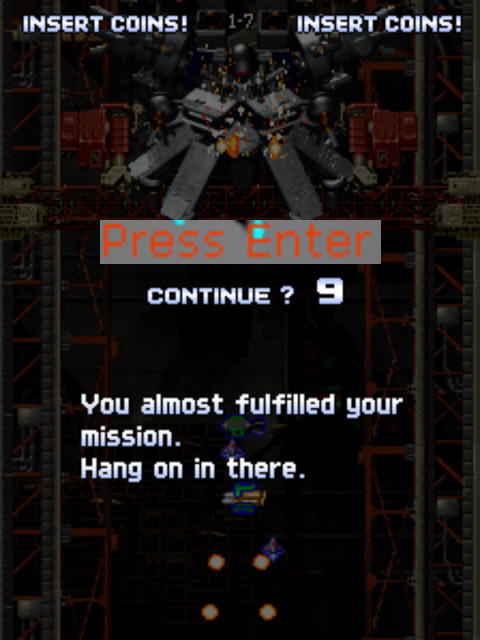 INSERT COINS! 1-7 INSERT COINS!
Press Enter
CONTINUE ? 9
You almost fulfilled your
mission.
Hang on in there.